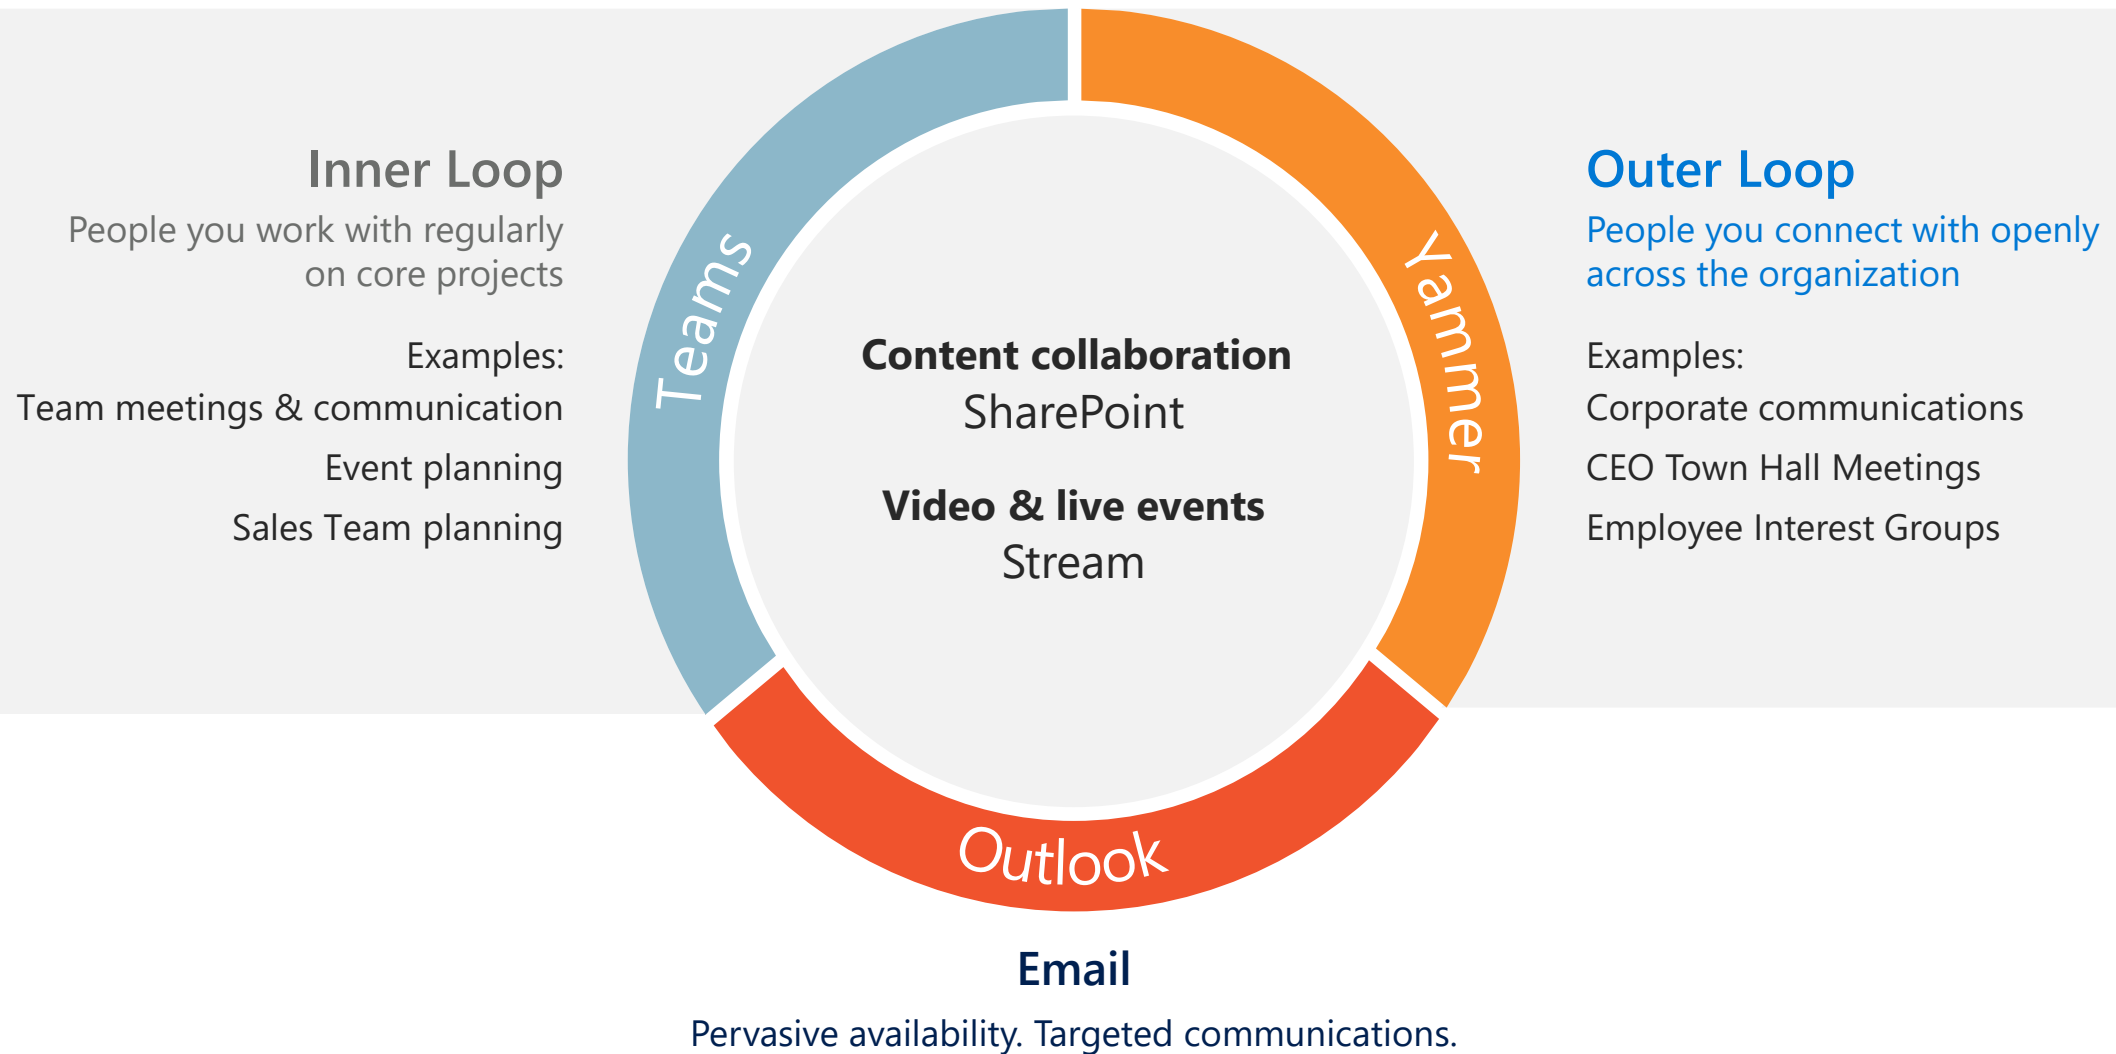 Inner Loop
People you work with regularly
on core projects
Examples:
Team meetings & communication
Event planning
Sales Team planning
Teams
Content collaboration
SharePoint
Video & live events
Stream
Yammer
Outer Loop
People you connect with openly
across the organization
Examples:
Corporate communications
CEO Town Hall Meetings
Employee Interest Groups
Outlook
Email
Pervasive availability. Targeted communications.